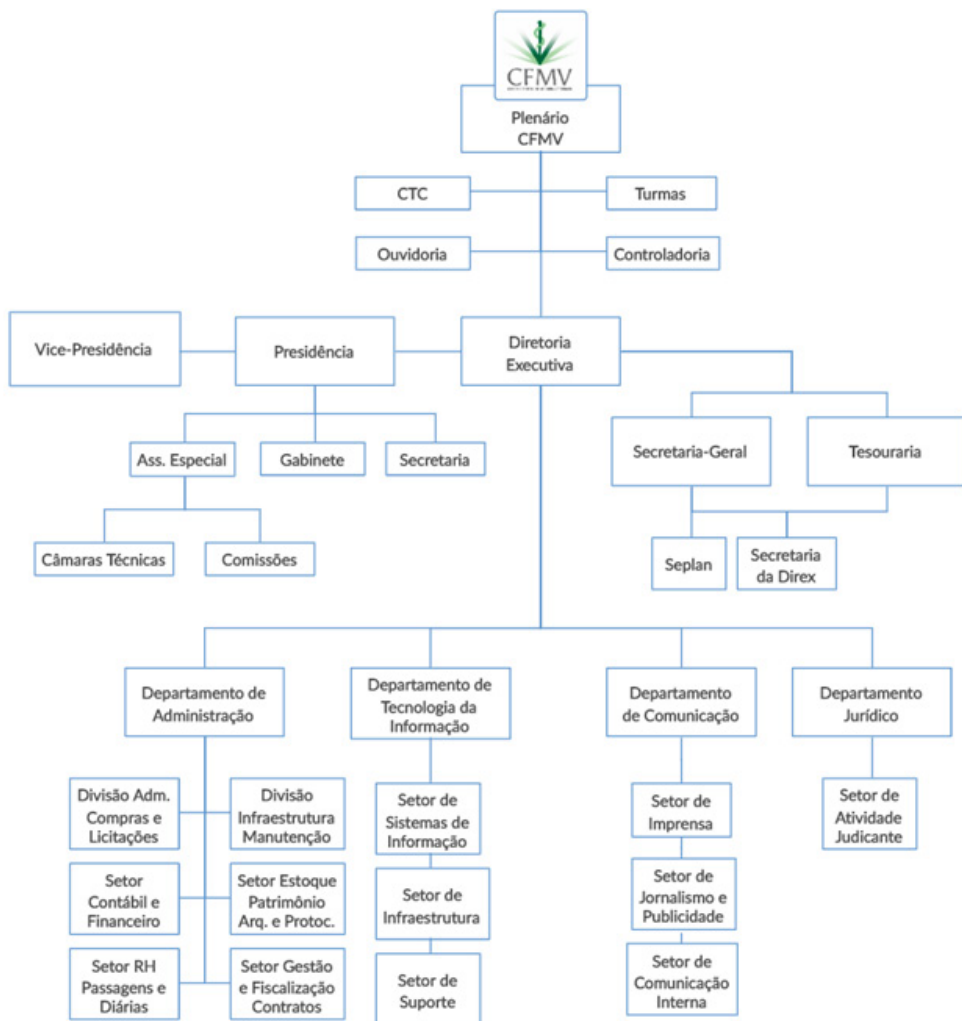 CFMV
Plenário
CFMV
CTC
Turmas
Ouvidoria
Controladoria
Vice-Presidência
Presidência
Diretoria
Executiva
Ass. Especial
Gabinete
Secretaria
Secretaria-Geral
Tesouraria
Câmaras Técnicas
Comissões
Seplan
Secretaria
da Direx
Departamento de
Administração
Departamento de
Tecnologia da
Informação
Departamento
de Comunicação
Departamento
Jurídico
Divisão Adm.
Compras e
Licitações
Divisão
Infraestrutura
Manutenção
Setor
Contábil e
Financeiro
Setor Estoque
Patrimônio
Arq. e Protoc.
Setor RH
Passagens e
Diárias
Setor Gestão
e Fiscalização
Contratos
Setor de
Sistemas de
Informação
Setor de
Infraestrutura
Setor de
Suporte
Setor de
Imprensa
Setor de
Jornalismo e
Publicidade
Setor de
Comunicação
Interna
Setor de
Atividade
Judicante